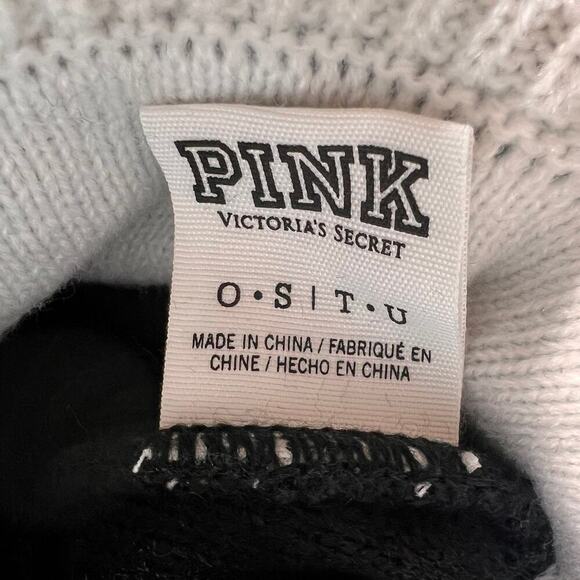 PINK
VICTORIA'S SECRET
O•S | T•U
MADE IN CHINA / FABRIQUÉ EN
CHINE / HECHO EN CHINA